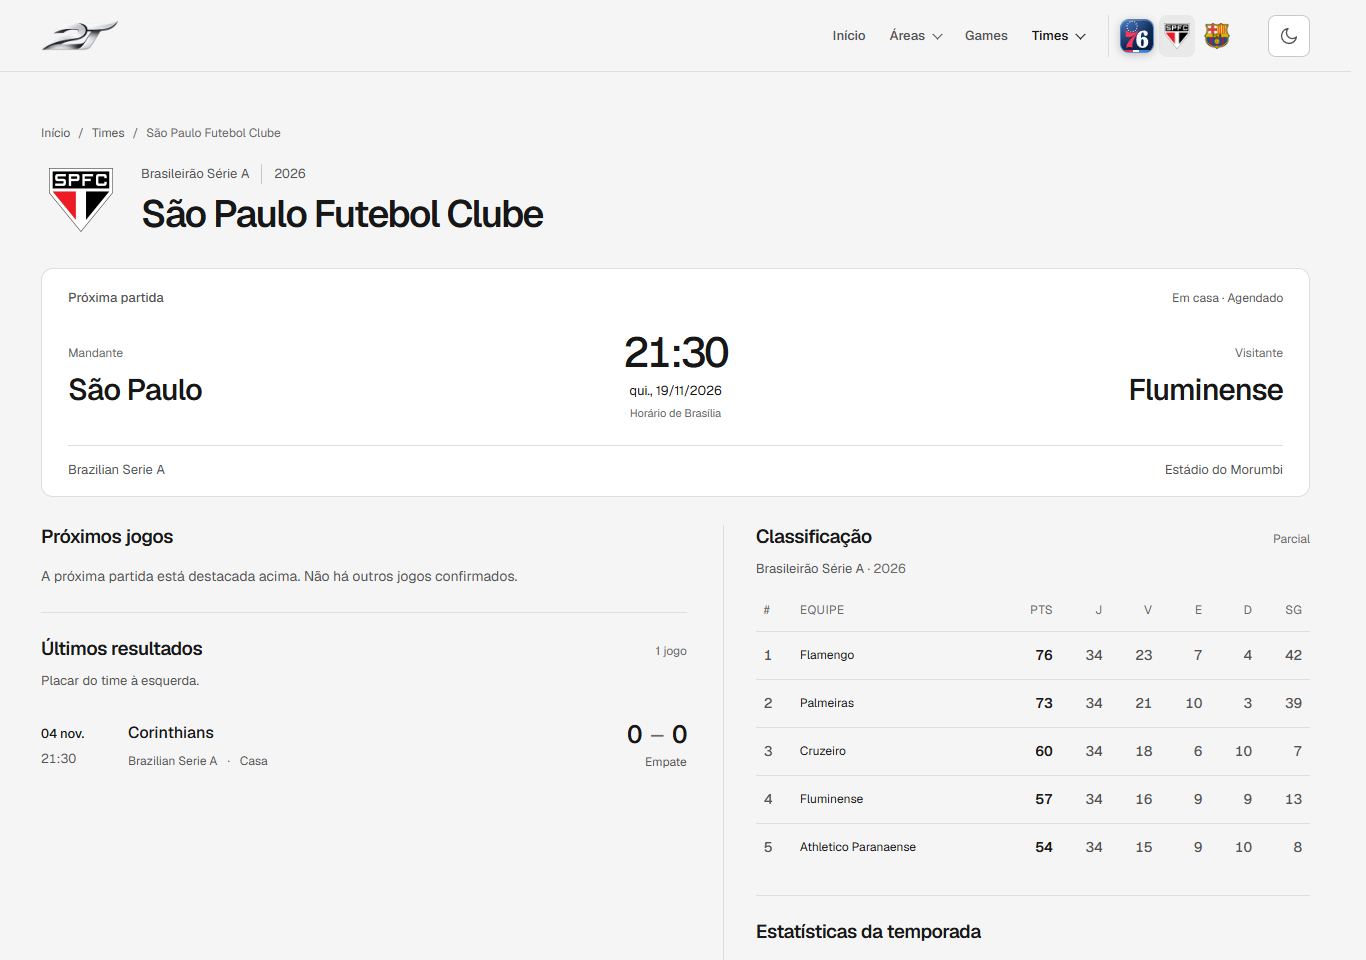 Início
Áreas
Games
Times
76
SPFC
Início / Times / São Paulo Futebol Clube
SPFC
Brasileirão Série A
2026
São Paulo Futebol Clube
Próxima partida
Em casa · Agendado
Mandante
São Paulo
21:30
qui., 19/11/2026
Horário de Brasília
Visitante
Fluminense
Brazilian Serie A
Estádio do Morumbi
Próximos jogos
A próxima partida está destacada acima. Não há outros jogos confirmados.
Últimos resultados
1 jogo
Placar do time à esquerda.
04 nov.
21:30
Corinthians
Brazilian Serie A · Casa
0 – 0
Empate
Classificação
Parcial
Brasileirão Série A · 2026
# EQUIPE PTS J V E D SG
1 Flamengo 76 34 23 7 4 42
2 Palmeiras 73 34 21 10 3 39
3 Cruzeiro 60 34 18 6 10 7
4 Fluminense 57 34 16 9 9 13
5 Athletico Paranaense 54 34 15 9 10 8
Estatísticas da temporada